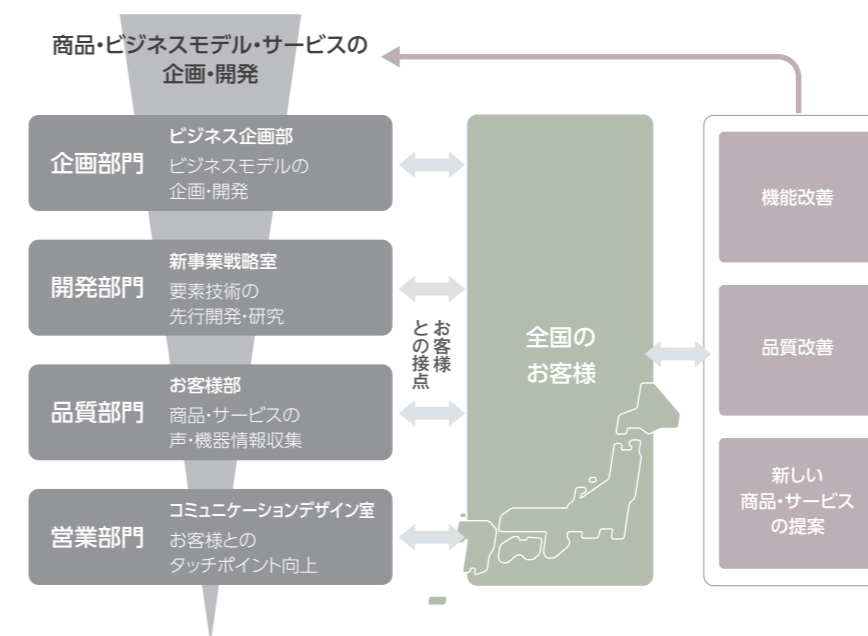 商品・ビジネスモデル・サービスの
企画・開発
企画部門
ビジネス企画部
ビジネスモデルの
企画・開発
開発部門
新事業戦略室
要素技術の
先行開発・研究
品質部門
お客様部
商品・サービスの
声・機器情報収集
営業部門
コミュニケーションデザイン室
お客様との
タッチポイント向上
お客様
との接点
全国の
お客様
機能改善
品質改善
新しい
商品・サービス
の提案